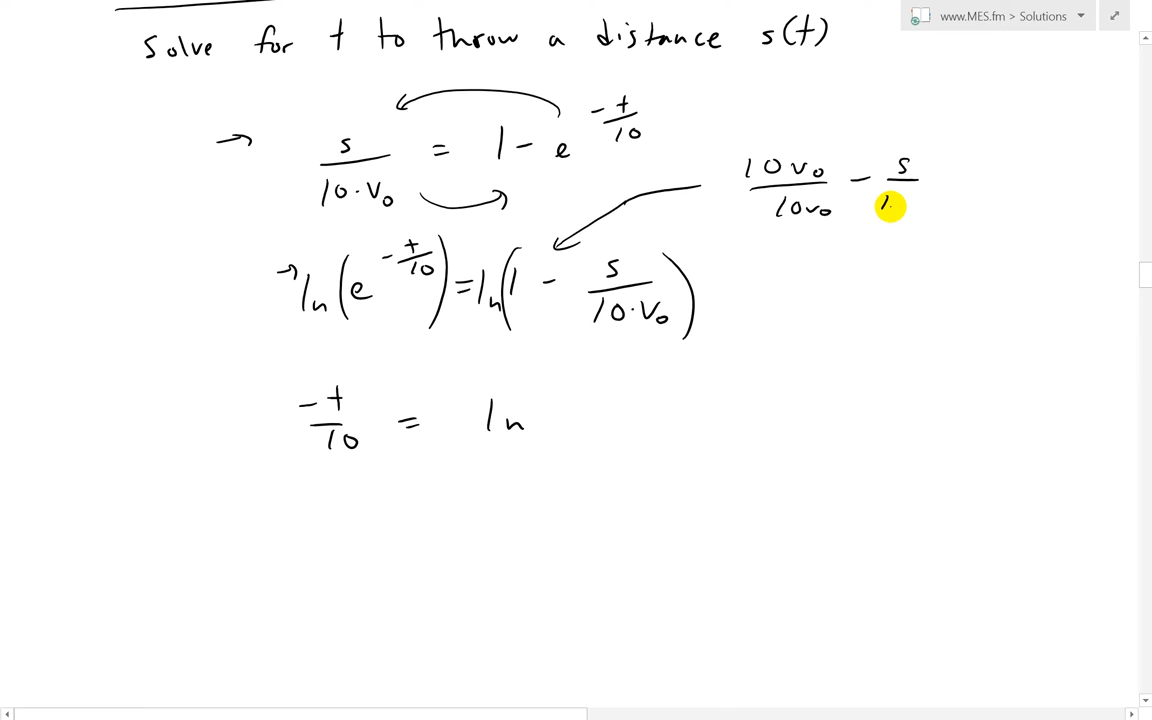 www.MES.fm > Solutions
Solve for t to throw a distance s(t)
→ s/(10·v₀) = 1 - e^(-t/10)
10v₀/10v₀ - s/1
→ ln(e^(-t/10)) = ln(1 - s/(10·v₀))
-t/10 = ln